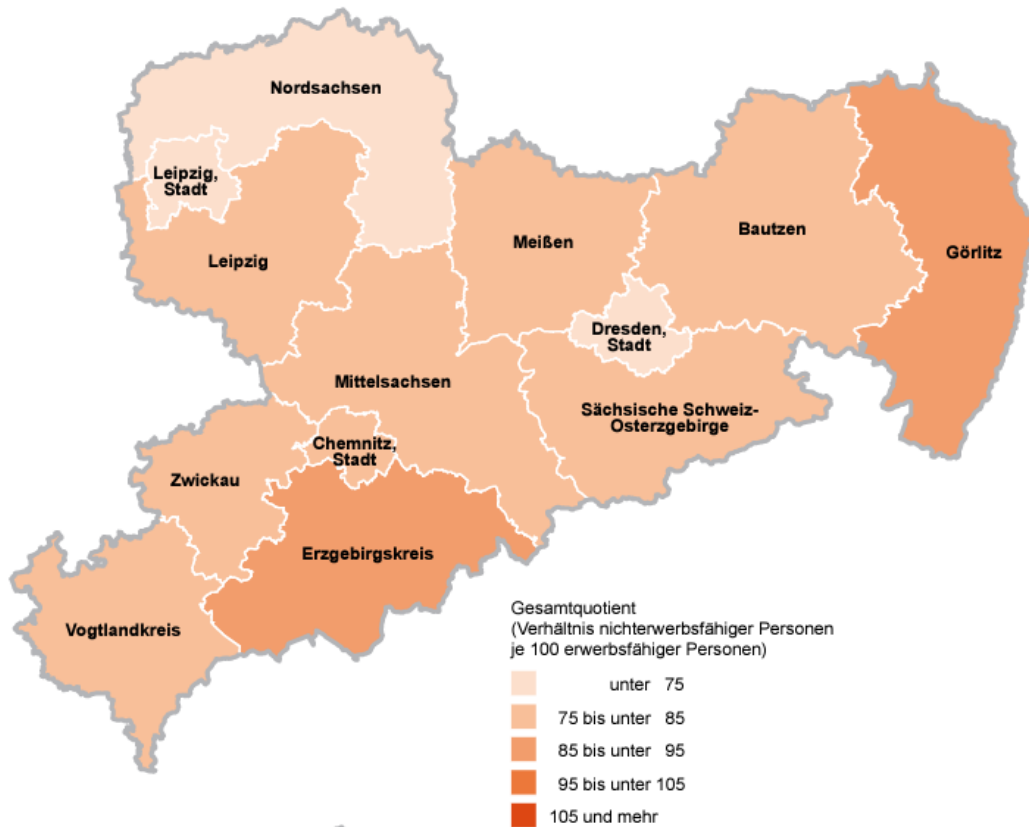 Nordsachsen
Leipzig,
Stadt
Leipzig
Meißen
Bautzen
Görlitz
Dresden,
Stadt
Mittelsachsen
Sächsische Schweiz-
Osterzgebirge
Chemnitz,
Stadt
Zwickau
Erzgebirgskreis
Vogtlandkreis
Gesamtquotient
(Verhältnis nichterwerbsfähiger Personen
je 100 erwerbsfähiger Personen)
unter 75
75 bis unter 85
85 bis unter 95
95 bis unter 105
105 und mehr